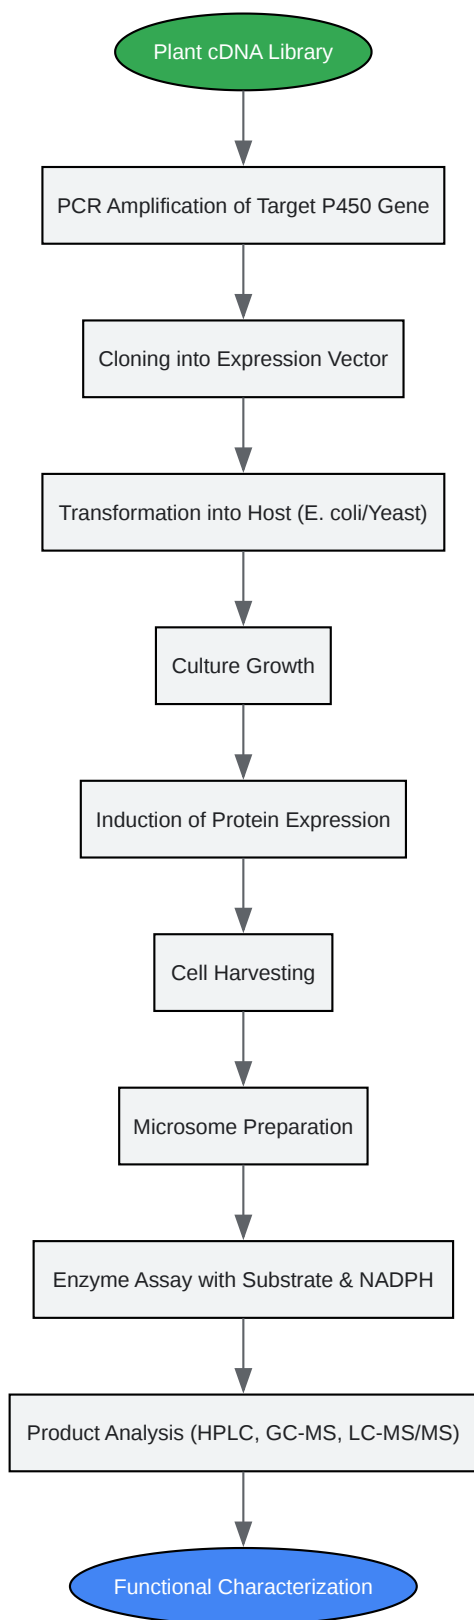 Plant cDNA Library
PCR Amplification of Target P450 Gene
Cloning into Expression Vector
Transformation into Host (E. coli/Yeast)
Culture Growth
Induction of Protein Expression
Cell Harvesting
Microsome Preparation
Enzyme Assay with Substrate & NADPH
Product Analysis (HPLC, GC-MS, LC-MS/MS)
Functional Characterization